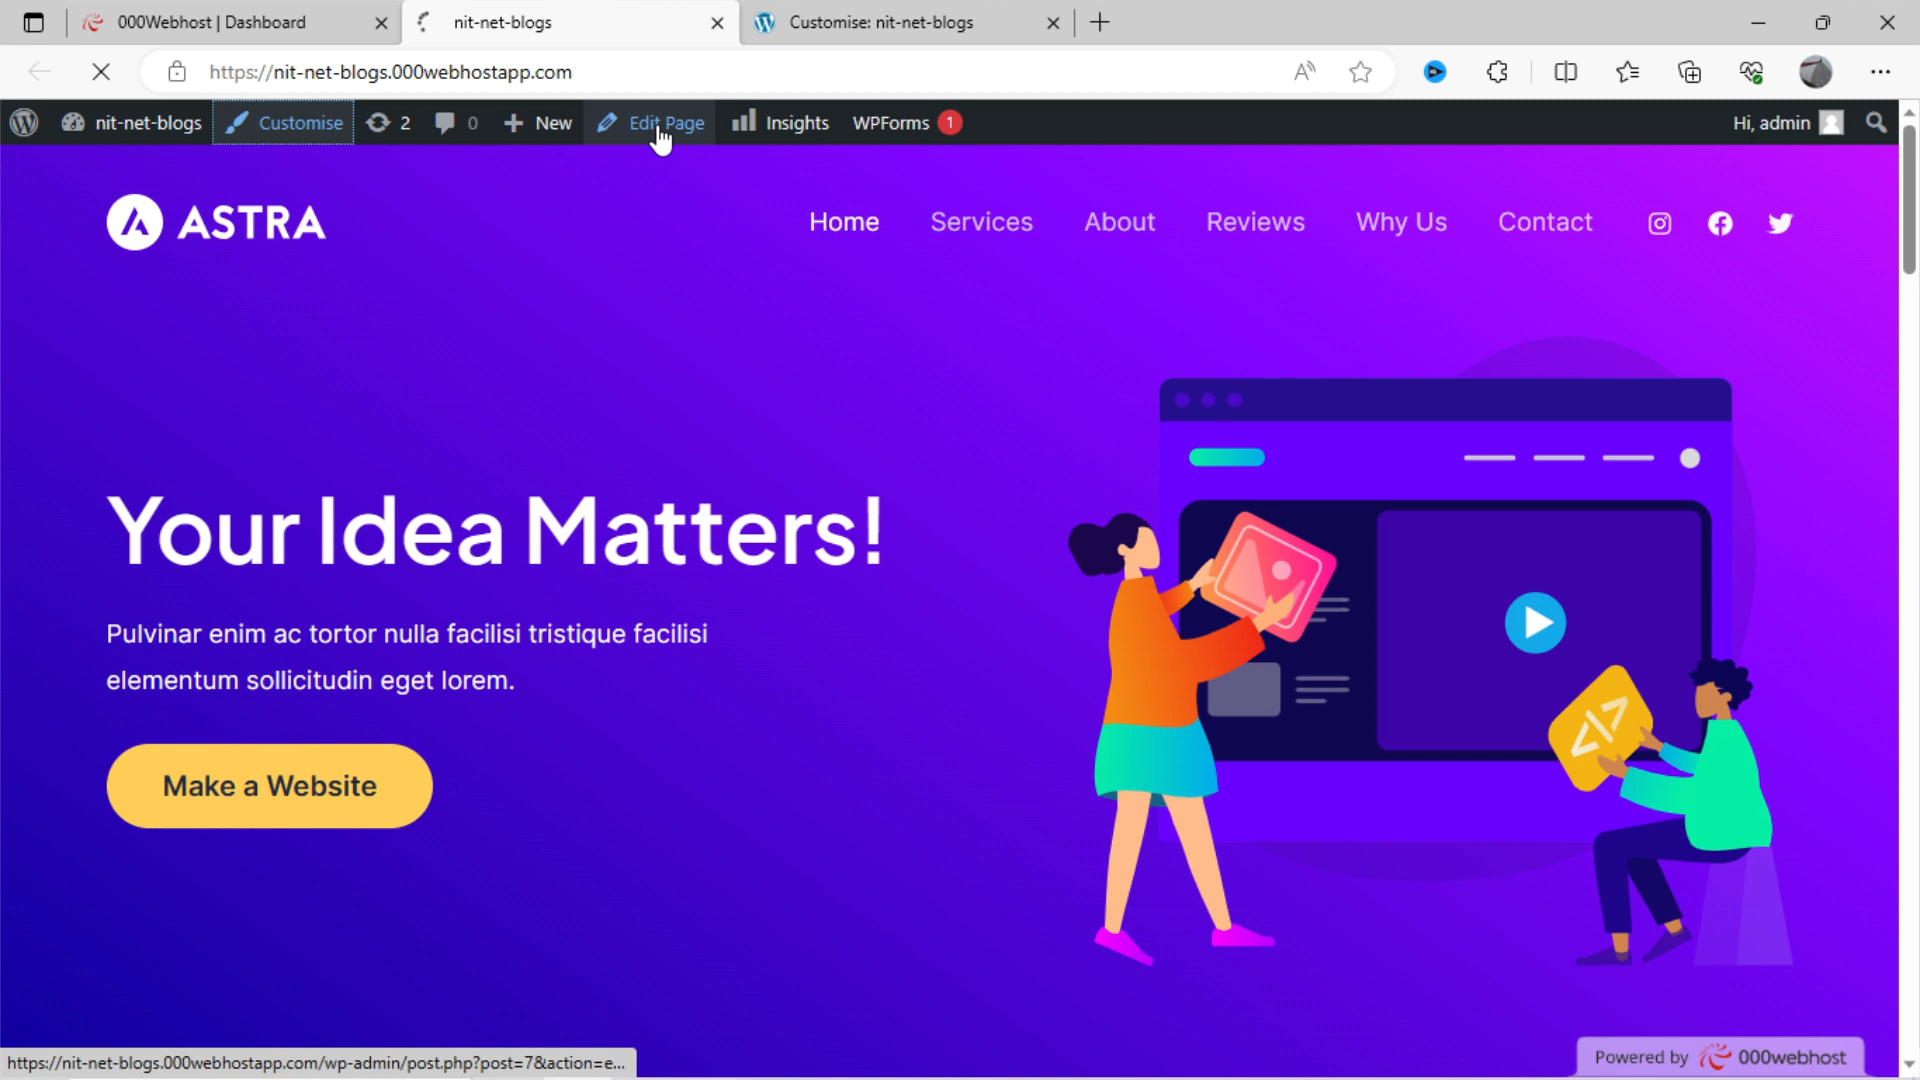 000Webhost | Dashboard
nit-net-blogs
Customise: nit-net-blogs
https://nit-net-blogs.000webhostapp.com
nit-net-blogs
Customise
2
0
New
Edit Page
Insights
WPForms 1
Hi, admin
ASTRA
Home
Services
About
Reviews
Why Us
Contact
Your Idea Matters!
Pulvinar enim ac tortor nulla facilisi tristique facilisi
elementum sollicitudin eget lorem.
Make a Website
</>
https://nit-net-blogs.000webhostapp.com/wp-admin/post.php?post=7&action=e...
Powered by 000webhost